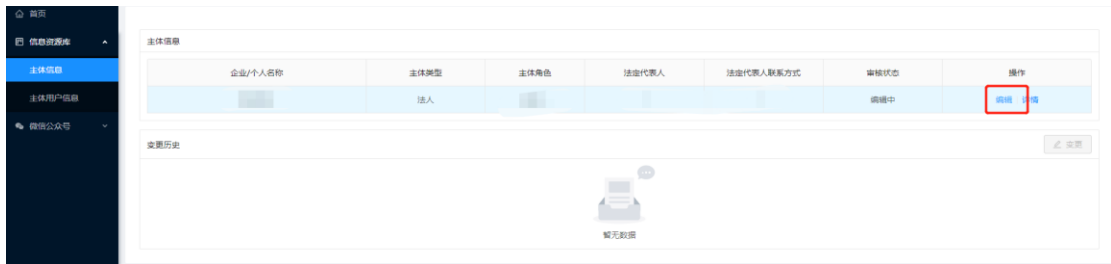 首页
信息资源库
主体信息
主体用户信息
微信公众号
主体信息
企业/个人名称 主体类型 主体角色 法定代表人 法定代表人联系方式 审核状态 操作
法人 编辑中 编辑 详情
变更历史 变更
暂无数据